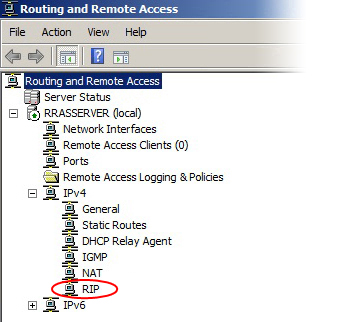 Routing and Remote Access
File Action View Help
Routing and Remote Access
Server Status
RRASSERVER (local)
Network Interfaces
Remote Access Clients (0)
Ports
Remote Access Logging & Policies
IPv4
General
Static Routes
DHCP Relay Agent
IGMP
NAT
RIP
IPv6